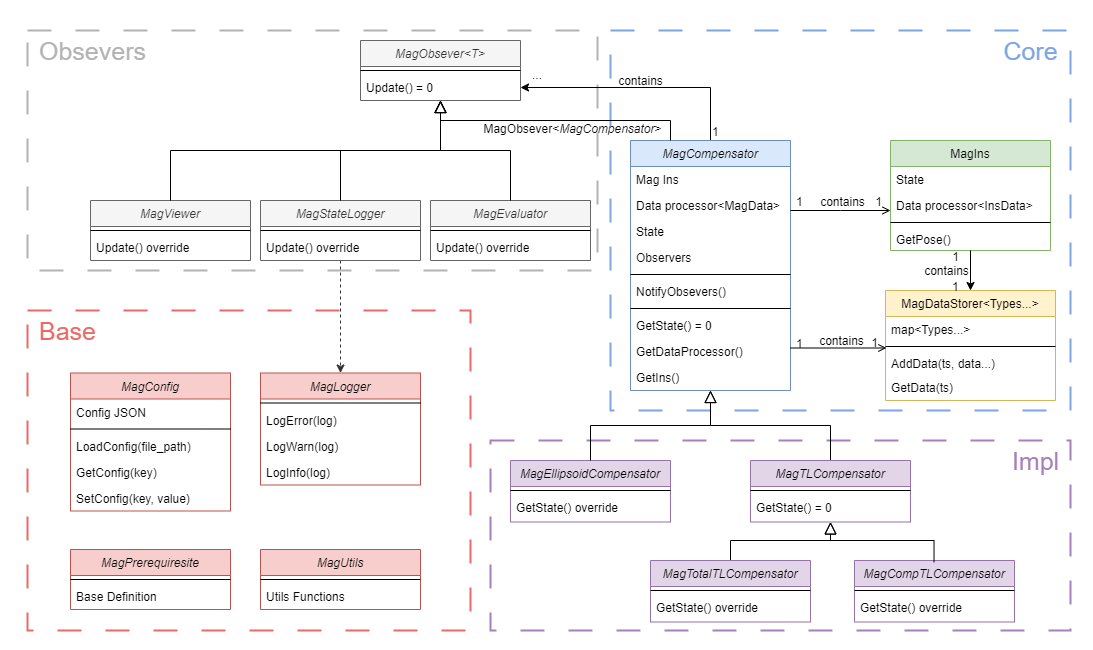 Obsevers
MagObsever<T>
Update() = 0
...
contains
1
MagObsever<MagCompensator>
MagViewer
Update() override
MagStateLogger
Update() override
MagEvaluator
Update() override
Core
MagCompensator
Mag Ins
Data processor<MagData>
State
Observers
NotifyObsevers()
GetState() = 0
GetDataProcessor()
GetIns()
1
contains
1
MagIns
State
Data processor<InsData>
GetPose()
1
contains
1
MagDataStorer<Types...>
map<Types...>
AddData(ts, data...)
GetData(ts)
1
contains
1
Base
MagConfig
Config JSON
LoadConfig(file_path)
GetConfig(key)
SetConfig(key, value)
MagLogger
LogError(log)
LogWarn(log)
LogInfo(log)
MagPrerequiresite
Base Definition
MagUtils
Utils Functions
Impl
MagEllipsoidCompensator
GetState() override
MagTLCompensator
GetState() = 0
MagTotalTLCompensator
GetState() override
MagCompTLCompensator
GetState() override